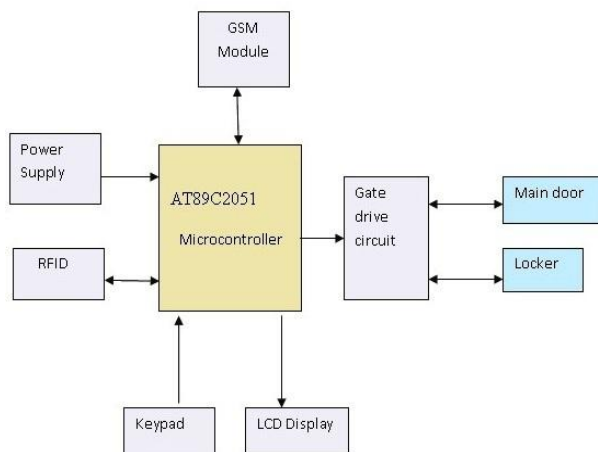 GSM
Module
Power
Supply
AT89C2051
Microcontroller
Gate
drive
circuit
Main door
RFID
Locker
Keypad
LCD Display